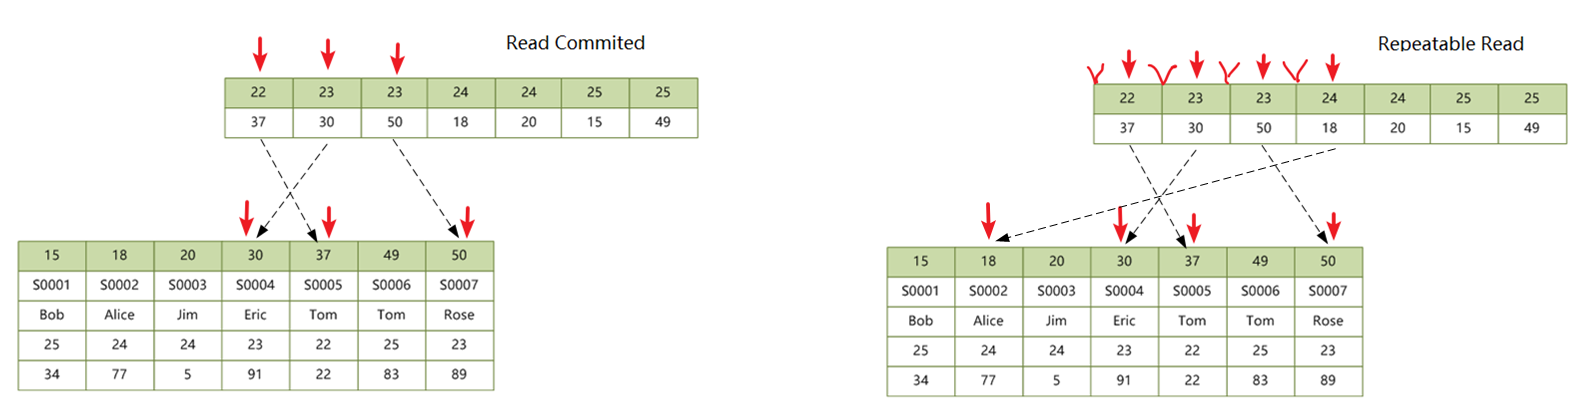 Read Commited
22 23 23 24 24 25 25
37 30 50 18 20 15 49
15 18 20 30 37 49 50
S0001 S0002 S0003 S0004 S0005 S0006 S0007
Bob Alice Jim Eric Tom Tom Rose
25 24 24 23 22 25 23
34 77 5 91 22 83 89
Repeatable Read
22 23 23 24 24 25 25
37 30 50 18 20 15 49
15 18 20 30 37 49 50
S0001 S0002 S0003 S0004 S0005 S0006 S0007
Bob Alice Jim Eric Tom Tom Rose
25 24 24 23 22 25 23
34 77 5 91 22 83 89